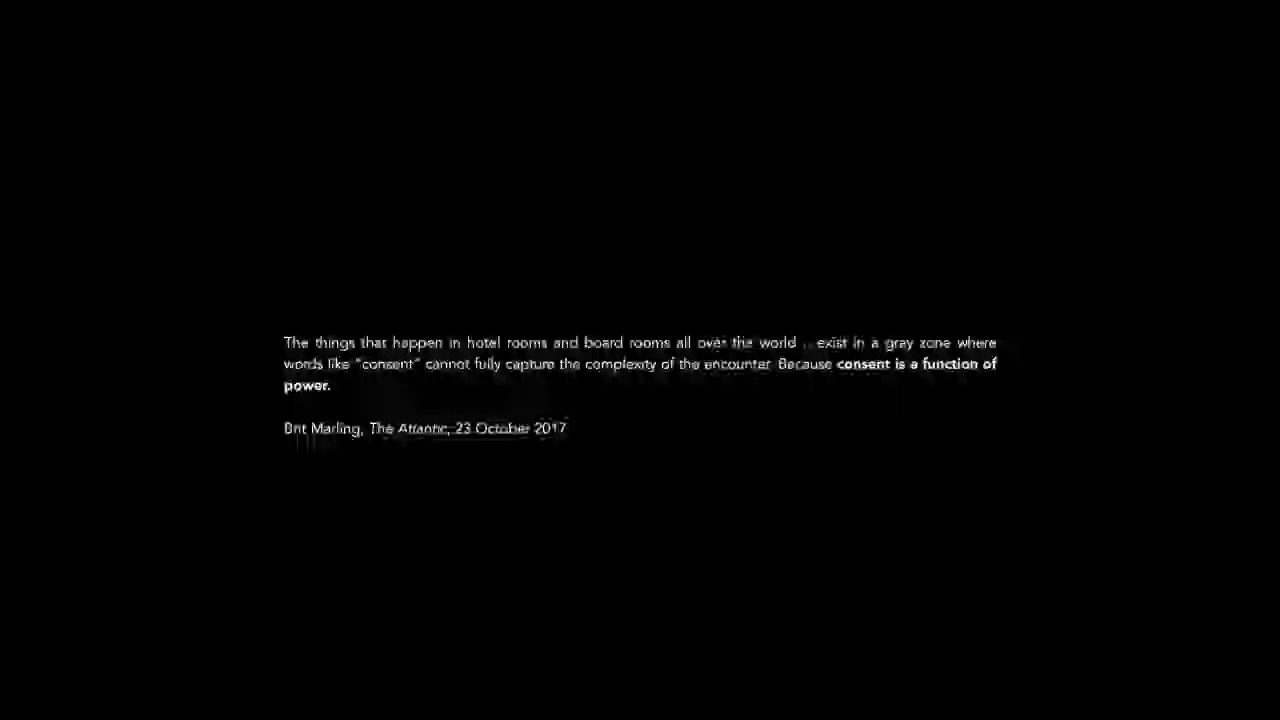 The things that happen in hotel rooms and board rooms all over the world ... exist in a gray zone where
words like "consent" cannot fully capture the complexity of the encounter. Because consent is a function of
power.
Brit Marling, The Atlantic, 23 October 2017